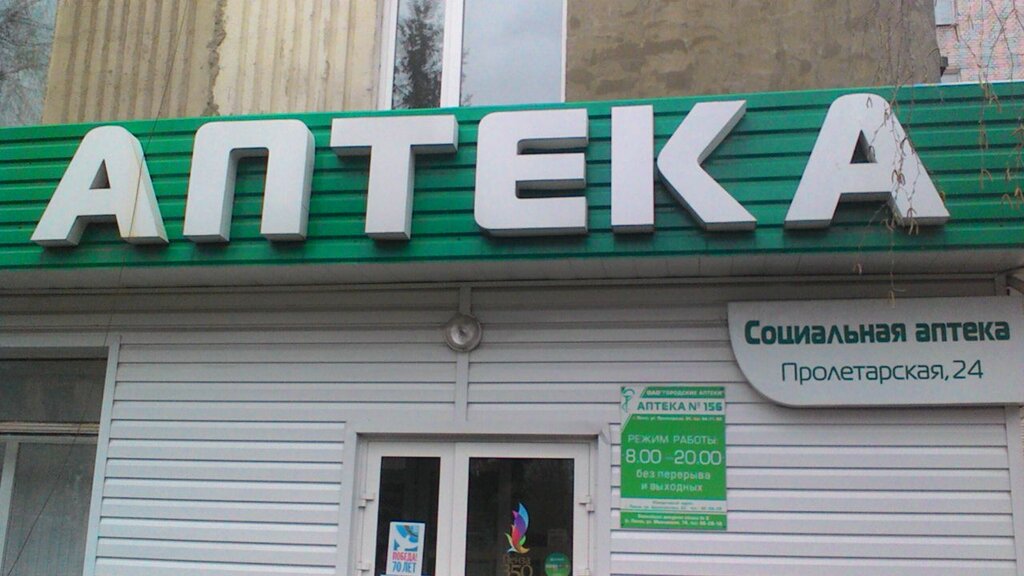 АПТЕКА
Социальная аптека
Пролетарская, 24
ОАО "ГОРОДСКИЕ АПТЕКИ"
АПТЕКА № 156
РЕЖИМ РАБОТЫ:
8.00 – 20.00
без перерыва
и выходных
ПОБЕДА!
70 ЛЕТ